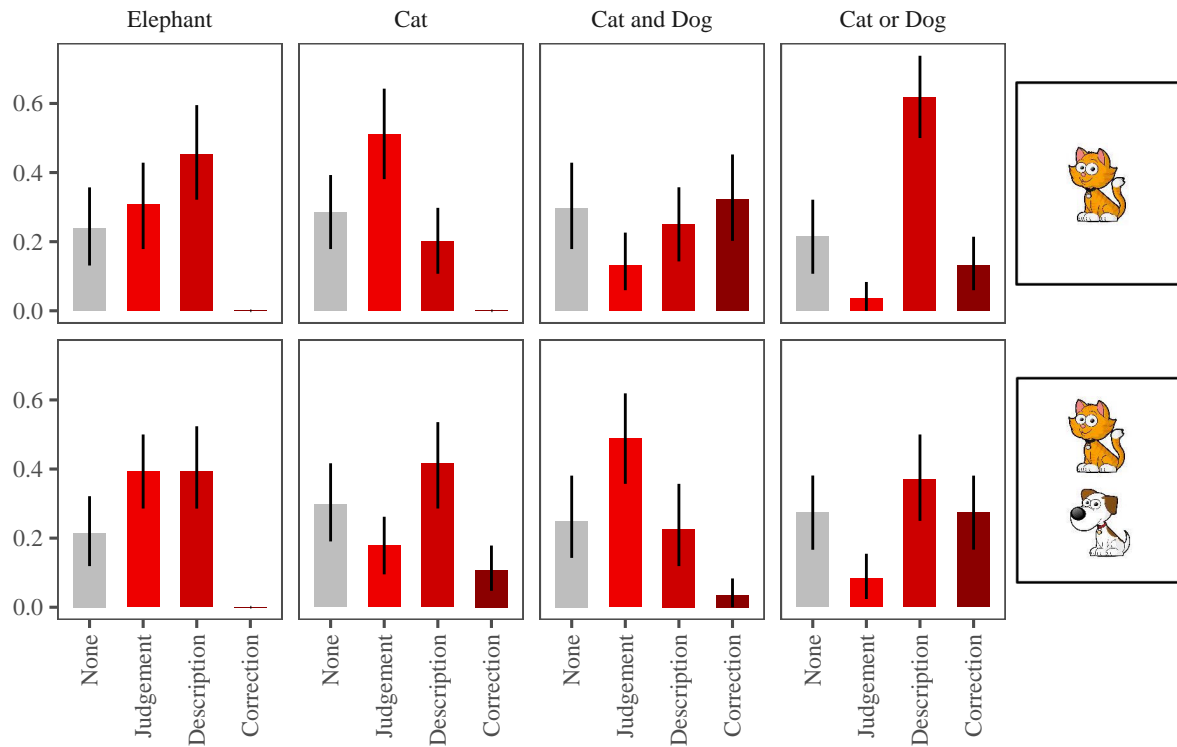 Elephant
Cat
Cat and Dog
Cat or Dog
0.6
0.4
0.2
0.0
0.6
0.4
0.2
0.0
None
Judgement
Description
Correction
None
Judgement
Description
Correction
None
Judgement
Description
Correction
None
Judgement
Description
Correction